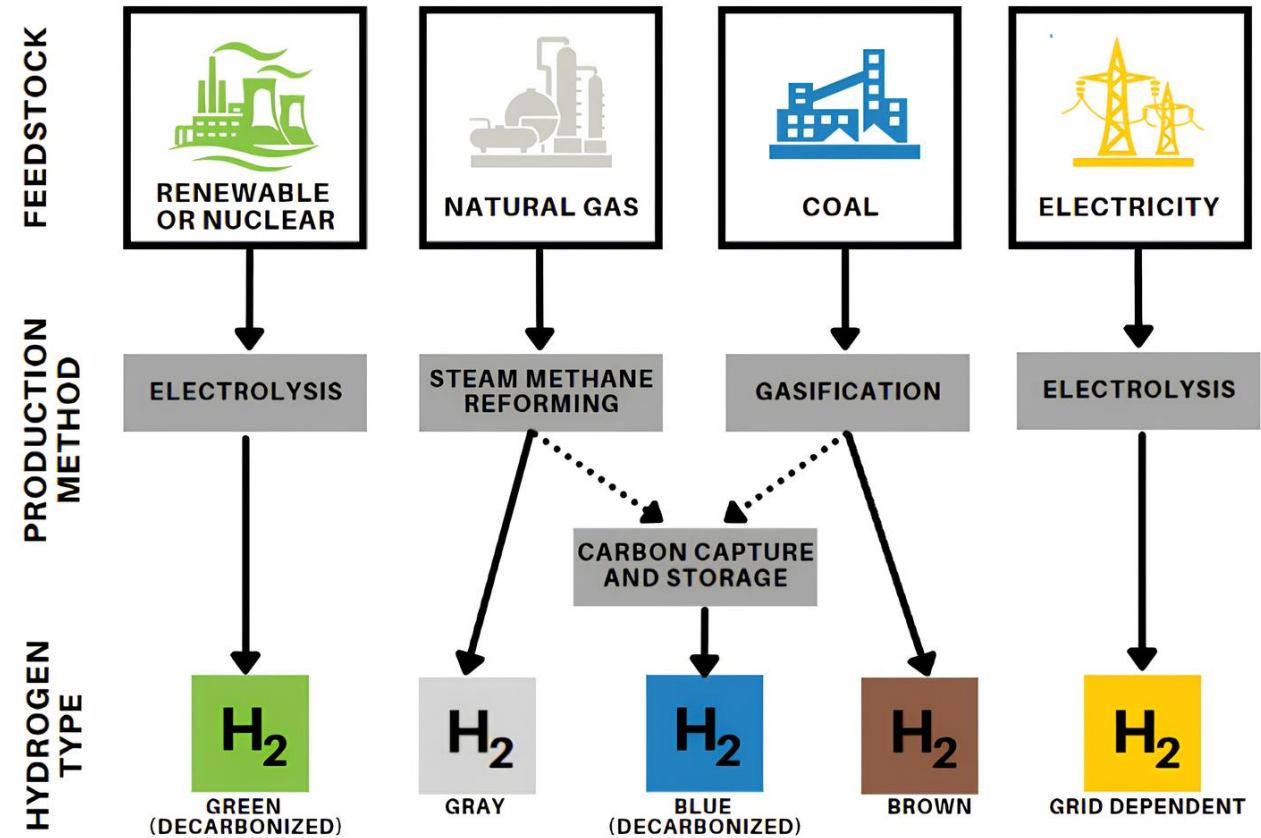 FEEDSTOCK
RENEWABLE
OR NUCLEAR
NATURAL GAS
COAL
ELECTRICITY
PRODUCTION
METHOD
ELECTROLYSIS
STEAM METHANE
REFORMING
GASIFICATION
ELECTROLYSIS
CARBON CAPTURE
AND STORAGE
HYDROGEN
TYPE
H2
GREEN
(DECARBONIZED)
H2
GRAY
H2
BLUE
(DECARBONIZED)
H2
BROWN
H2
GRID DEPENDENT